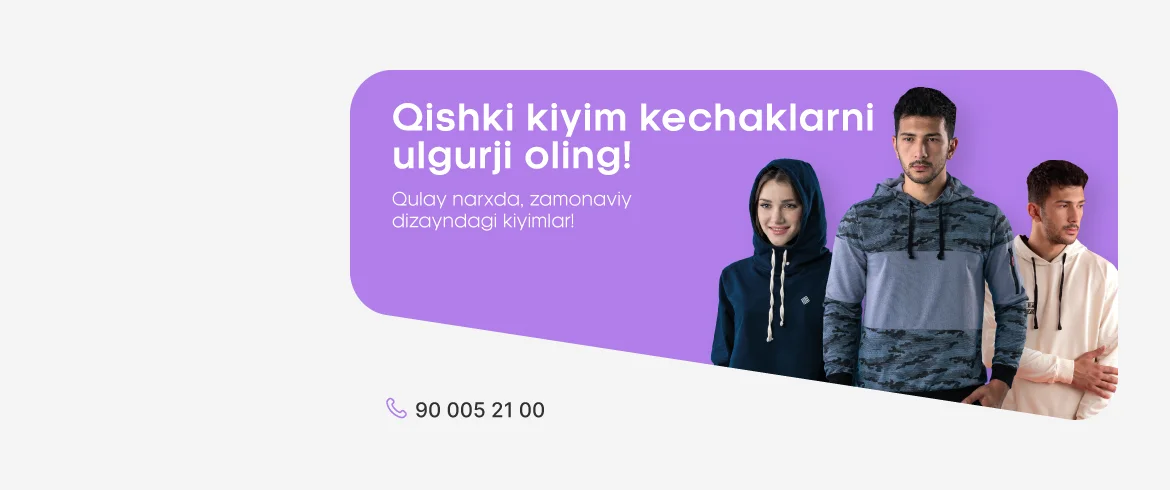 Qishki kiyim kechaklarni
ulgurji oling!
Qulay narxda, zamonaviy
dizayndagi kiyimlar!
90 005 21 00